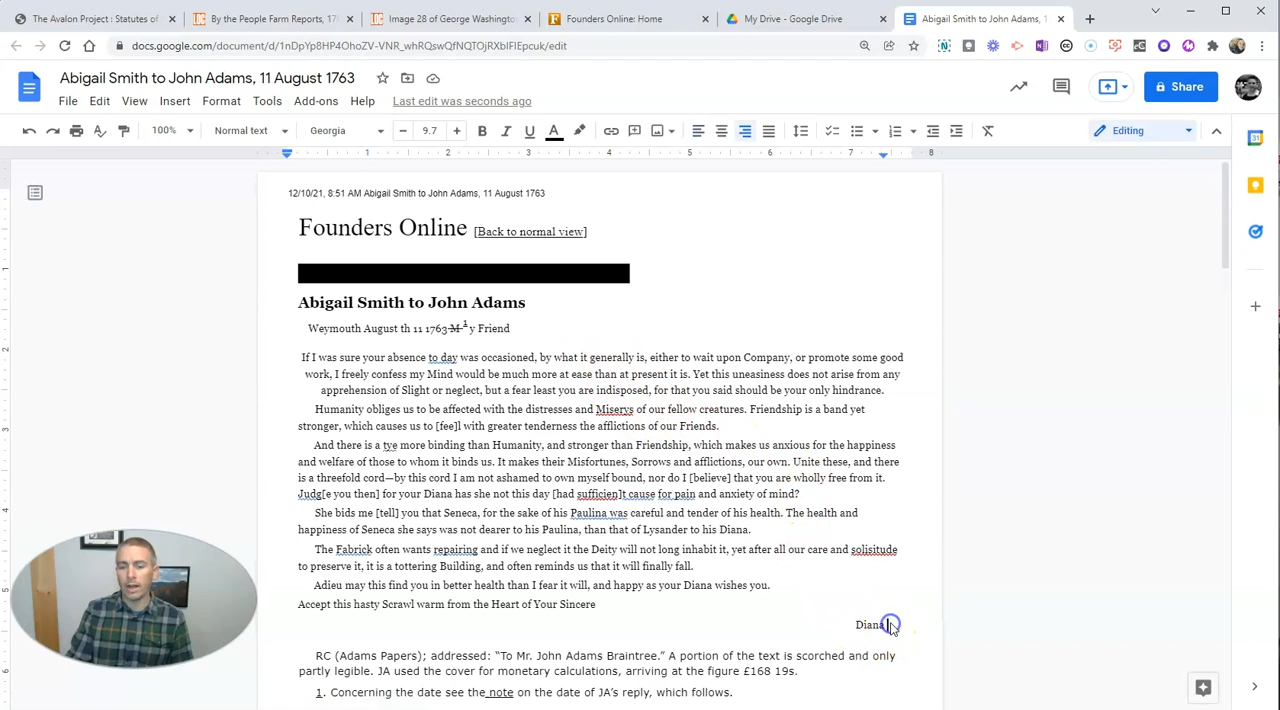 The Avalon Project : Statutes of
By the People Farm Reports, 178
Image 28 of George Washingto
Founders Online: Home
My Drive - Google Drive
Abigail Smith to John Adams, 11
docs.google.com/document/d/1nDpYp8HP4OhoZV-VNR_whRQswQfNQTOjRXbIFIEpcuk/edit
Abigail Smith to John Adams, 11 August 1763
File Edit View Insert Format Tools Add-ons Help Last edit was seconds ago
Share
100% Normal text Georgia 9.7 Editing
1 2 3 4 5 6 7 8
12/10/21, 8:51 AM Abigail Smith to John Adams, 11 August 1763
Founders Online [Back to normal view]
Abigail Smith to John Adams
Weymouth August th 11 1763 M 1 y Friend
If I was sure your absence to day was occasioned, by what it generally is, either to wait upon Company, or promote some good
work, I freely confess my Mind would be much more at ease than at present it is. Yet this uneasiness does not arise from any
apprehension of Slight or neglect, but a fear least you are indisposed, for that you said should be your only hindrance.
Humanity obliges us to be affected with the distresses and Miserys of our fellow creatures. Friendship is a band yet
stronger, which causes us to [fee]l with greater tenderness the afflictions of our Friends.
And there is a tye more binding than Humanity, and stronger than Friendship, which makes us anxious for the happiness
and welfare of those to whom it binds us. It makes their Misfortunes, Sorrows and afflictions, our own. Unite these, and there
is a threefold cord—by this cord I am not ashamed to own myself bound, nor do I [believe] that you are wholly free from it.
Judg[e you then] for your Diana has she not this day [had sufficien]t cause for pain and anxiety of mind?
She bids me [tell] you that Seneca, for the sake of his Paulina was careful and tender of his health. The health and
happiness of Seneca she says was not dearer to his Paulina, than that of Lysander to his Diana.
The Fabrick often wants repairing and if we neglect it the Deity will not long inhabit it, yet after all our care and solisitude
to preserve it, it is a tottering Building, and often reminds us that it will finally fall.
Adieu may this find you in better health than I fear it will, and happy as your Diana wishes you.
Accept this hasty Scrawl warm from the Heart of Your Sincere
Diana
RC (Adams Papers); addressed: “To Mr. John Adams Braintree.” A portion of the text is scorched and only
partly legible. JA used the cover for monetary calculations, arriving at the figure £168 19s.
1. Concerning the date see the note on the date of JA’s reply, which follows.